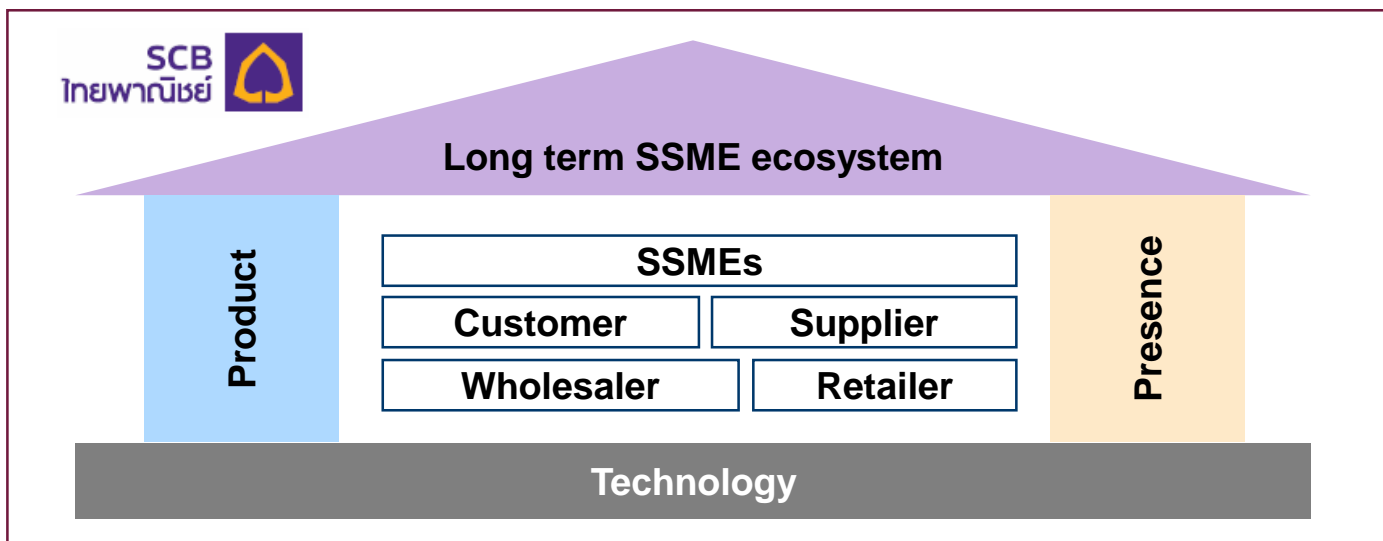 SCB
ไทยพาณิชย์
Long term SSME ecosystem
Product
SSMEs
Customer
Supplier
Wholesaler
Retailer
Presence
Technology